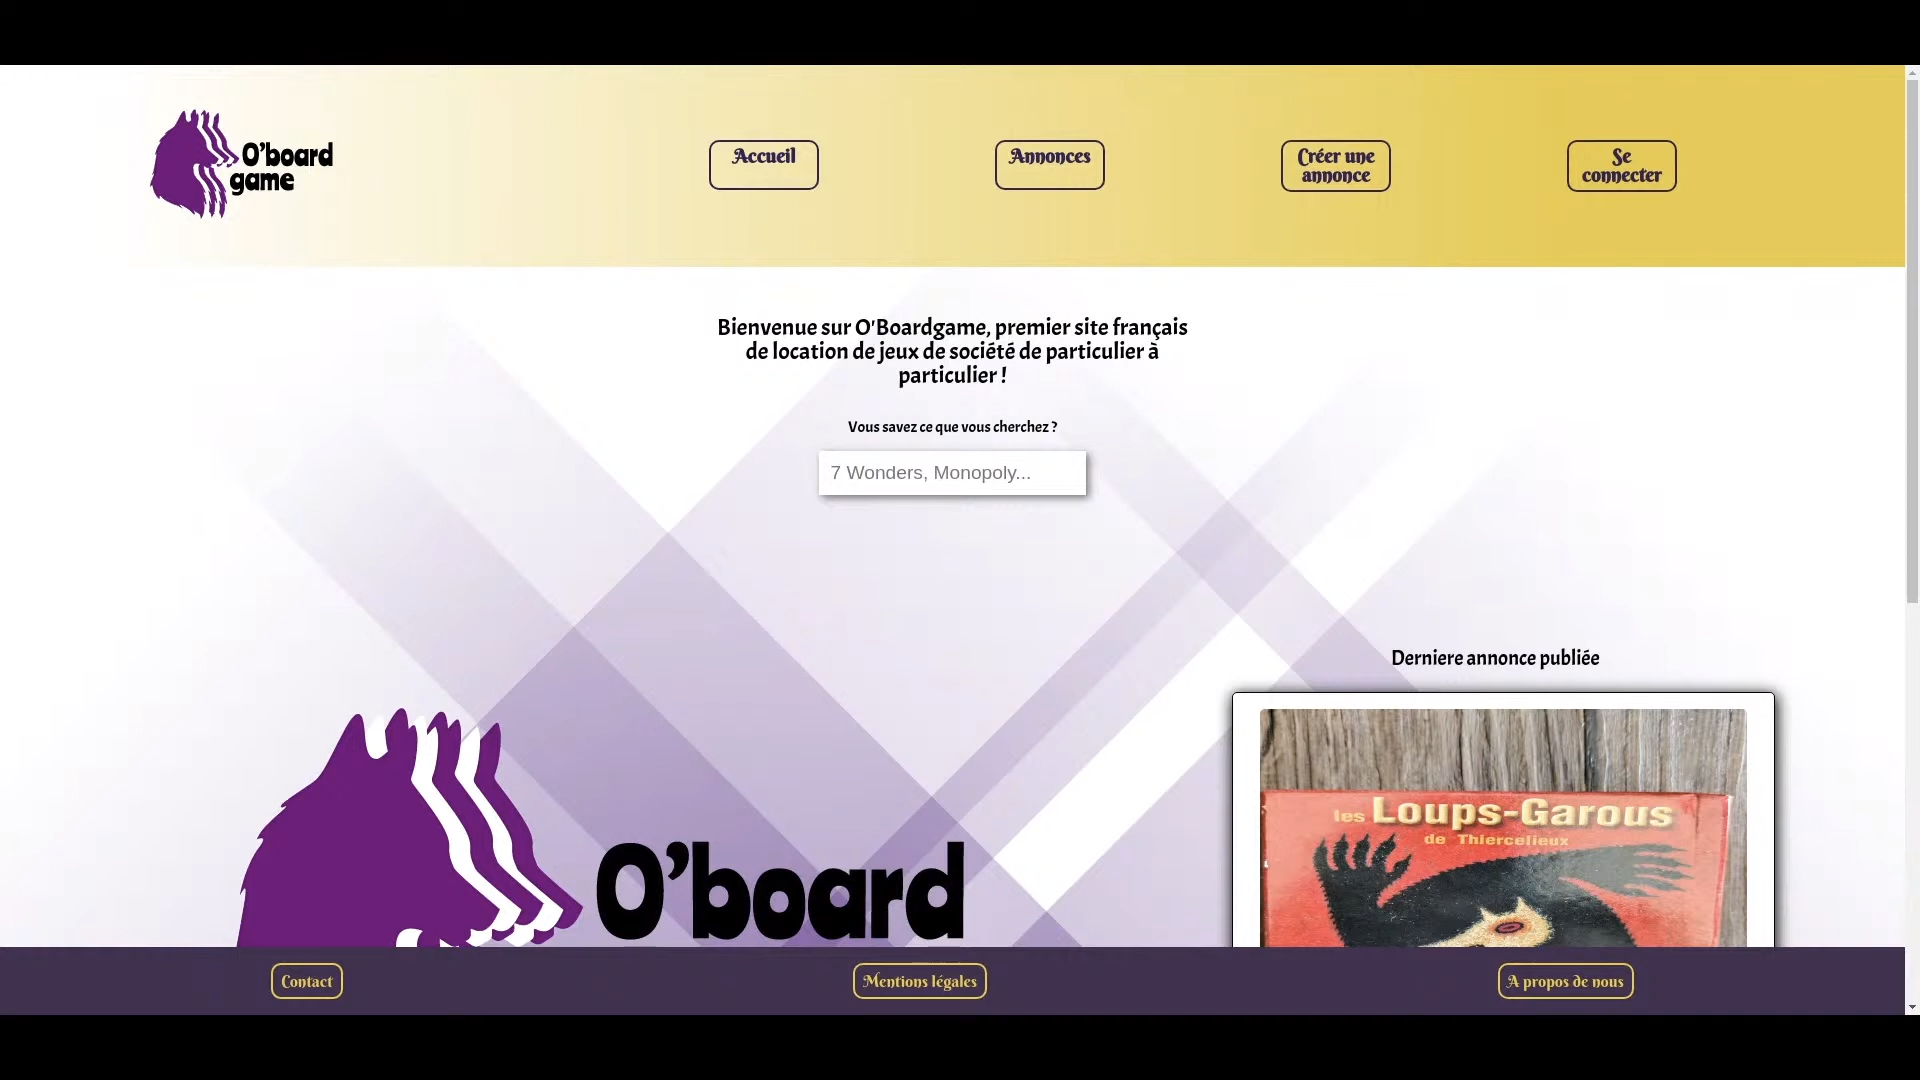 O'board
game
Accueil
Annonces
Créer une
annonce
Se
connecter
Bienvenue sur O'Boardgame, premier site français
de location de jeux de société de particulier à
particulier !
Vous savez ce que vous cherchez ?
7 Wonders, Monopoly...
Derniere annonce publiée
les Loups-Garous
de Thiercelieux
O'board
Contact
Mentions légales
A propos de nous